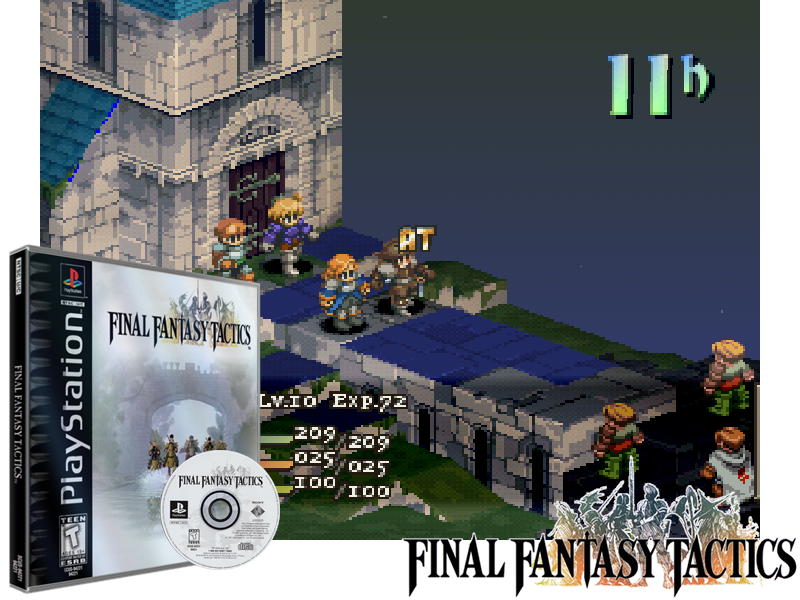 11h
AT
Lv.10 Exp.72
209/209
025/025
100/100
FINAL FANTASY TACTICS
PlayStation
FINAL FANTASY TACTICS
TEEN
T
ESRB
FINAL FANTASY TACTICS
FINAL FANTASY TACTICS